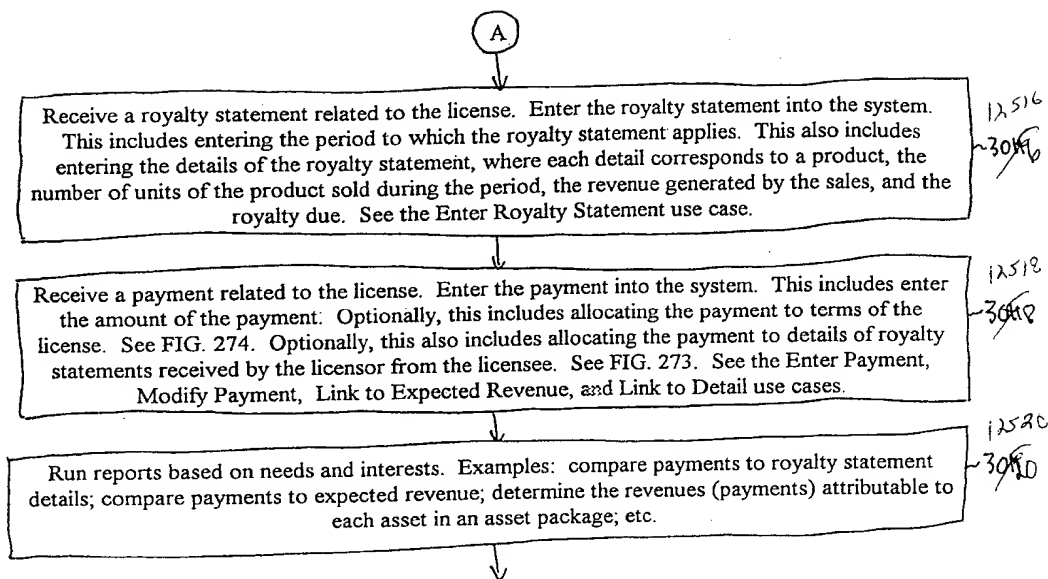 A
Receive a royalty statement related to the license. Enter the royalty statement into the system.
This includes entering the period to which the royalty statement applies. This also includes
entering the details of the royalty statement, where each detail corresponds to a product, the
number of units of the product sold during the period, the revenue generated by the sales, and the
royalty due. See the Enter Royalty Statement use case.
12516
Receive a payment related to the license. Enter the payment into the system. This includes enter
the amount of the payment. Optionally, this includes allocating the payment to terms of the
license. See FIG. 274. Optionally, this also includes allocating the payment to details of royalty
statements received by the licensor from the licensee. See FIG. 273. See the Enter Payment,
Modify Payment, Link to Expected Revenue, and Link to Detail use cases.
12518
Run reports based on needs and interests. Examples: compare payments to royalty statement
details; compare payments to expected revenue; determine the revenues (payments) attributable to
each asset in an asset package; etc.
12520